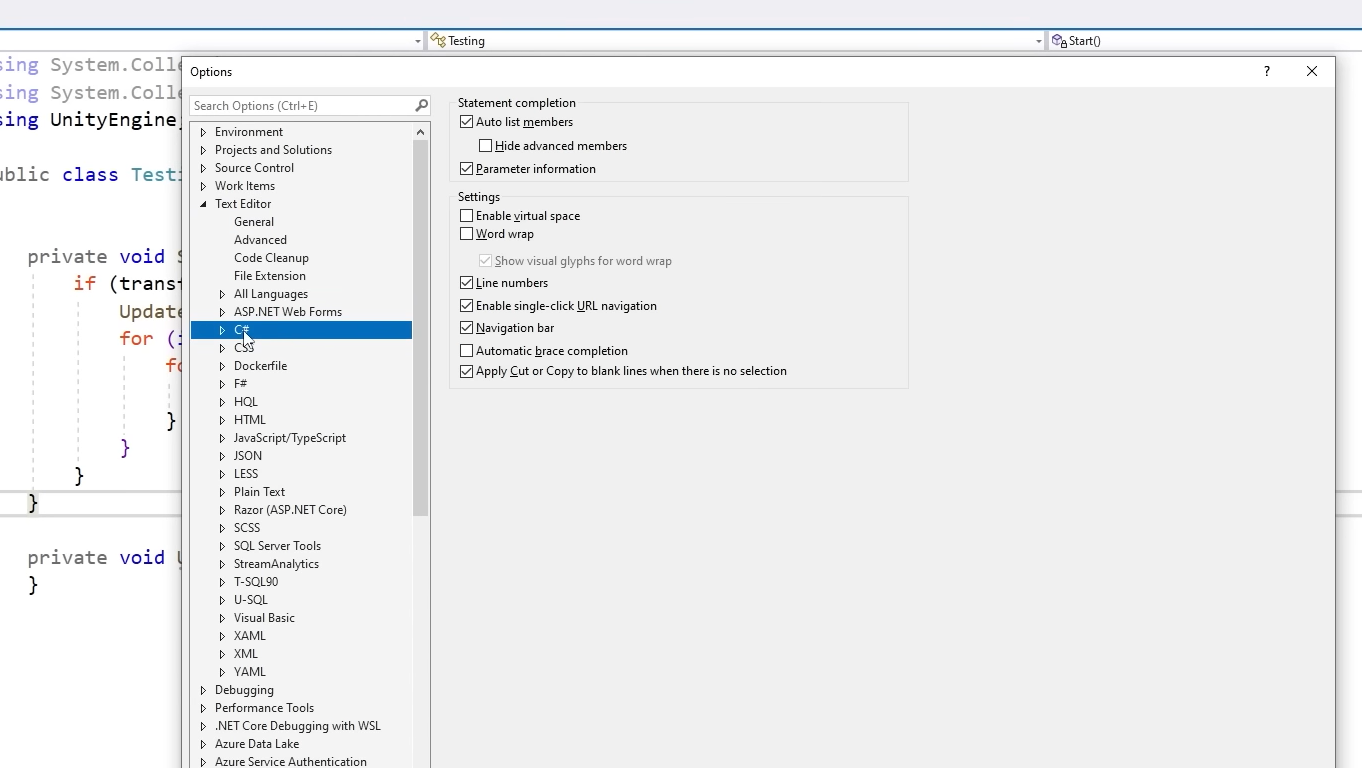 Testing
Start()
sing System.Colle
sing System.Colle
sing UnityEngine;
ublic class Testi
private void S
if (transf
Update
for (i
fo
}
}
}
}
private void U
}
Options
?
Search Options (Ctrl+E)
Environment
Projects and Solutions
Source Control
Work Items
Text Editor
General
Advanced
Code Cleanup
File Extension
All Languages
ASP.NET Web Forms
C#
CSS
Dockerfile
F#
HQL
HTML
JavaScript/TypeScript
JSON
LESS
Plain Text
Razor (ASP.NET Core)
SCSS
SQL Server Tools
StreamAnalytics
T-SQL90
U-SQL
Visual Basic
XAML
XML
YAML
Debugging
Performance Tools
.NET Core Debugging with WSL
Azure Data Lake
Azure Service Authentication
Statement completion
Auto list members
Hide advanced members
Parameter information
Settings
Enable virtual space
Word wrap
Show visual glyphs for word wrap
Line numbers
Enable single-click URL navigation
Navigation bar
Automatic brace completion
Apply Cut or Copy to blank lines when there is no selection